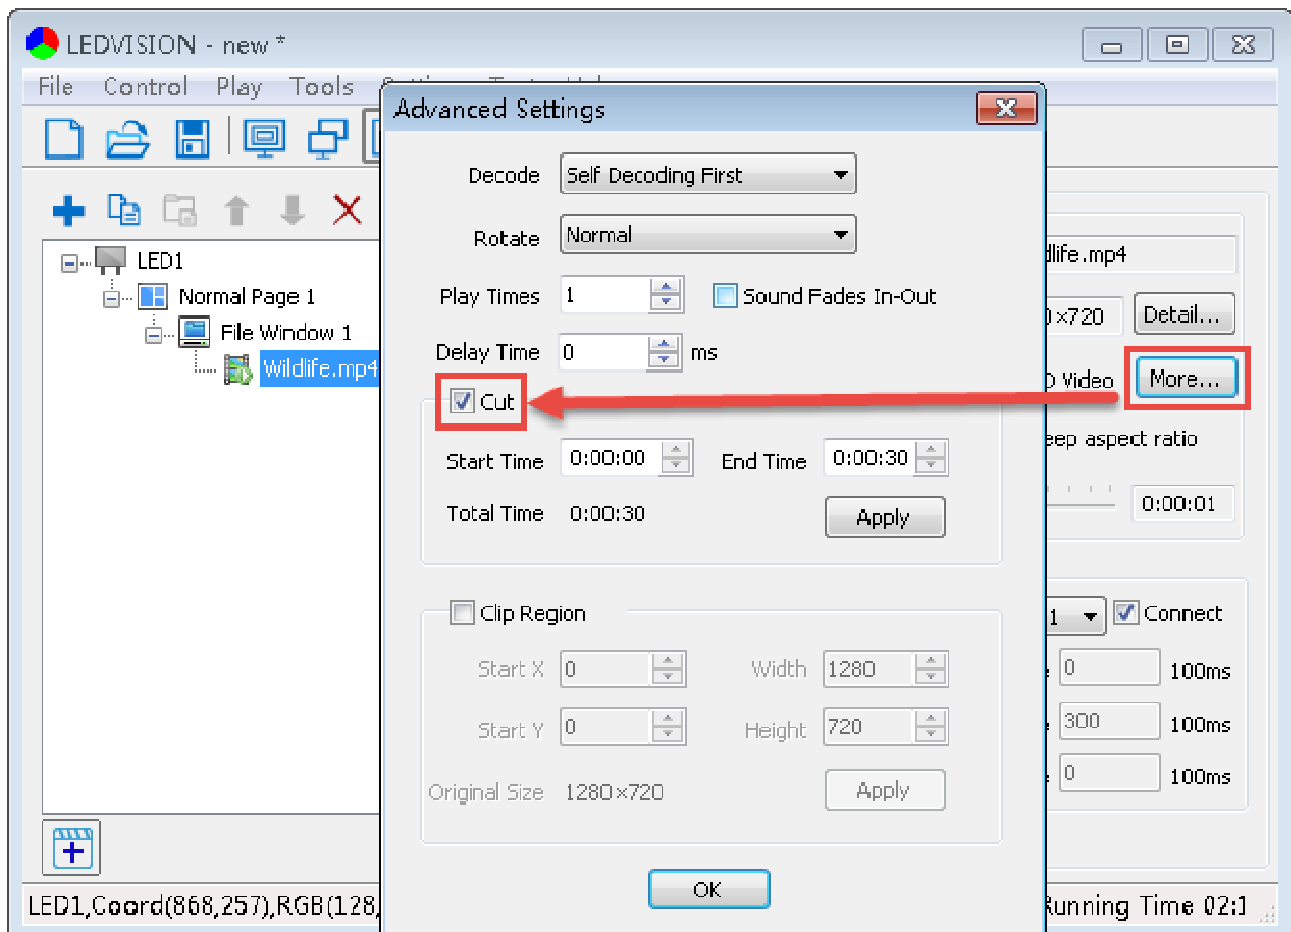 LEDVISION - new *
File Control Play Tools
Advanced Settings
Decode Self Decoding First
Rotate Normal
Play Times 1 Sound Fades In-Out
Delay Time 0 ms
Cut
Start Time 0:00:00 End Time 0:00:30
Total Time 0:00:30 Apply
Clip Region
Start X 0 Width 1280
Start Y 0 Height 720
Original Size 1280×720 Apply
OK
LED1
Normal Page 1
File Window 1
Wildlife.mp4
dlife.mp4
×720 Detail...
Video More...
eep aspect ratio
0:00:01
1 Connect
0 100ms
300 100ms
0 100ms
LED1,Coord(868,257),RGB(128,
Running Time 02:1